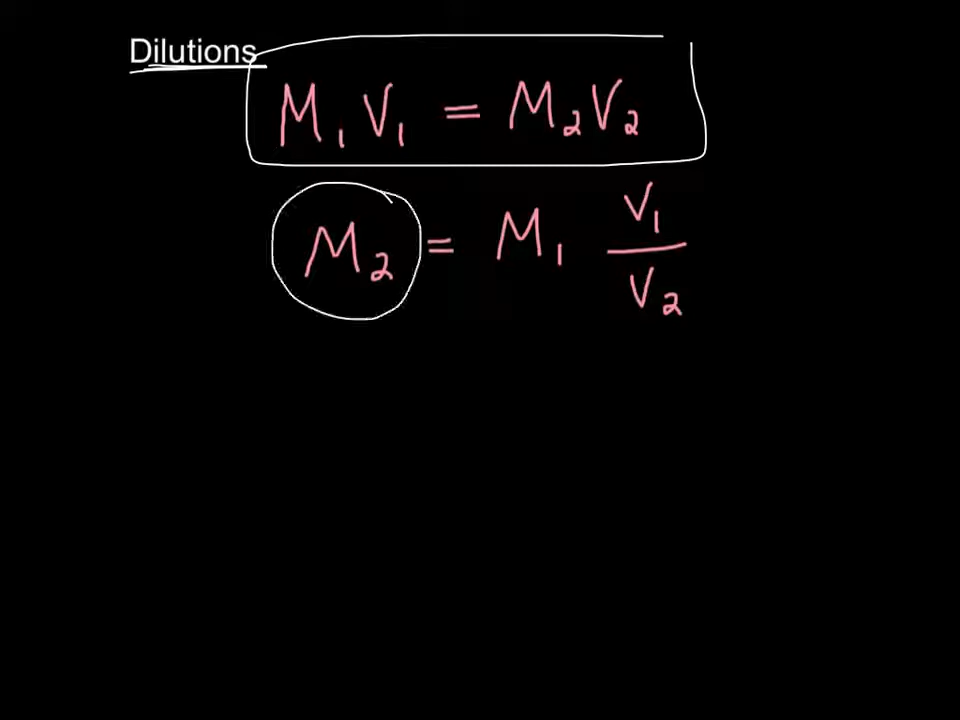 Dilutions
M₁V₁ = M₂V₂
M₂ = M₁ V₁/V₂